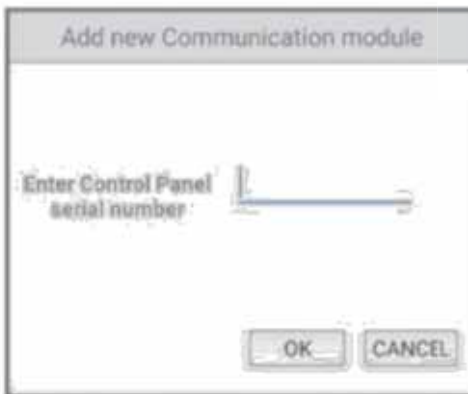 Add new Communication module
Enter Control Panel
serial number
OK
CANCEL